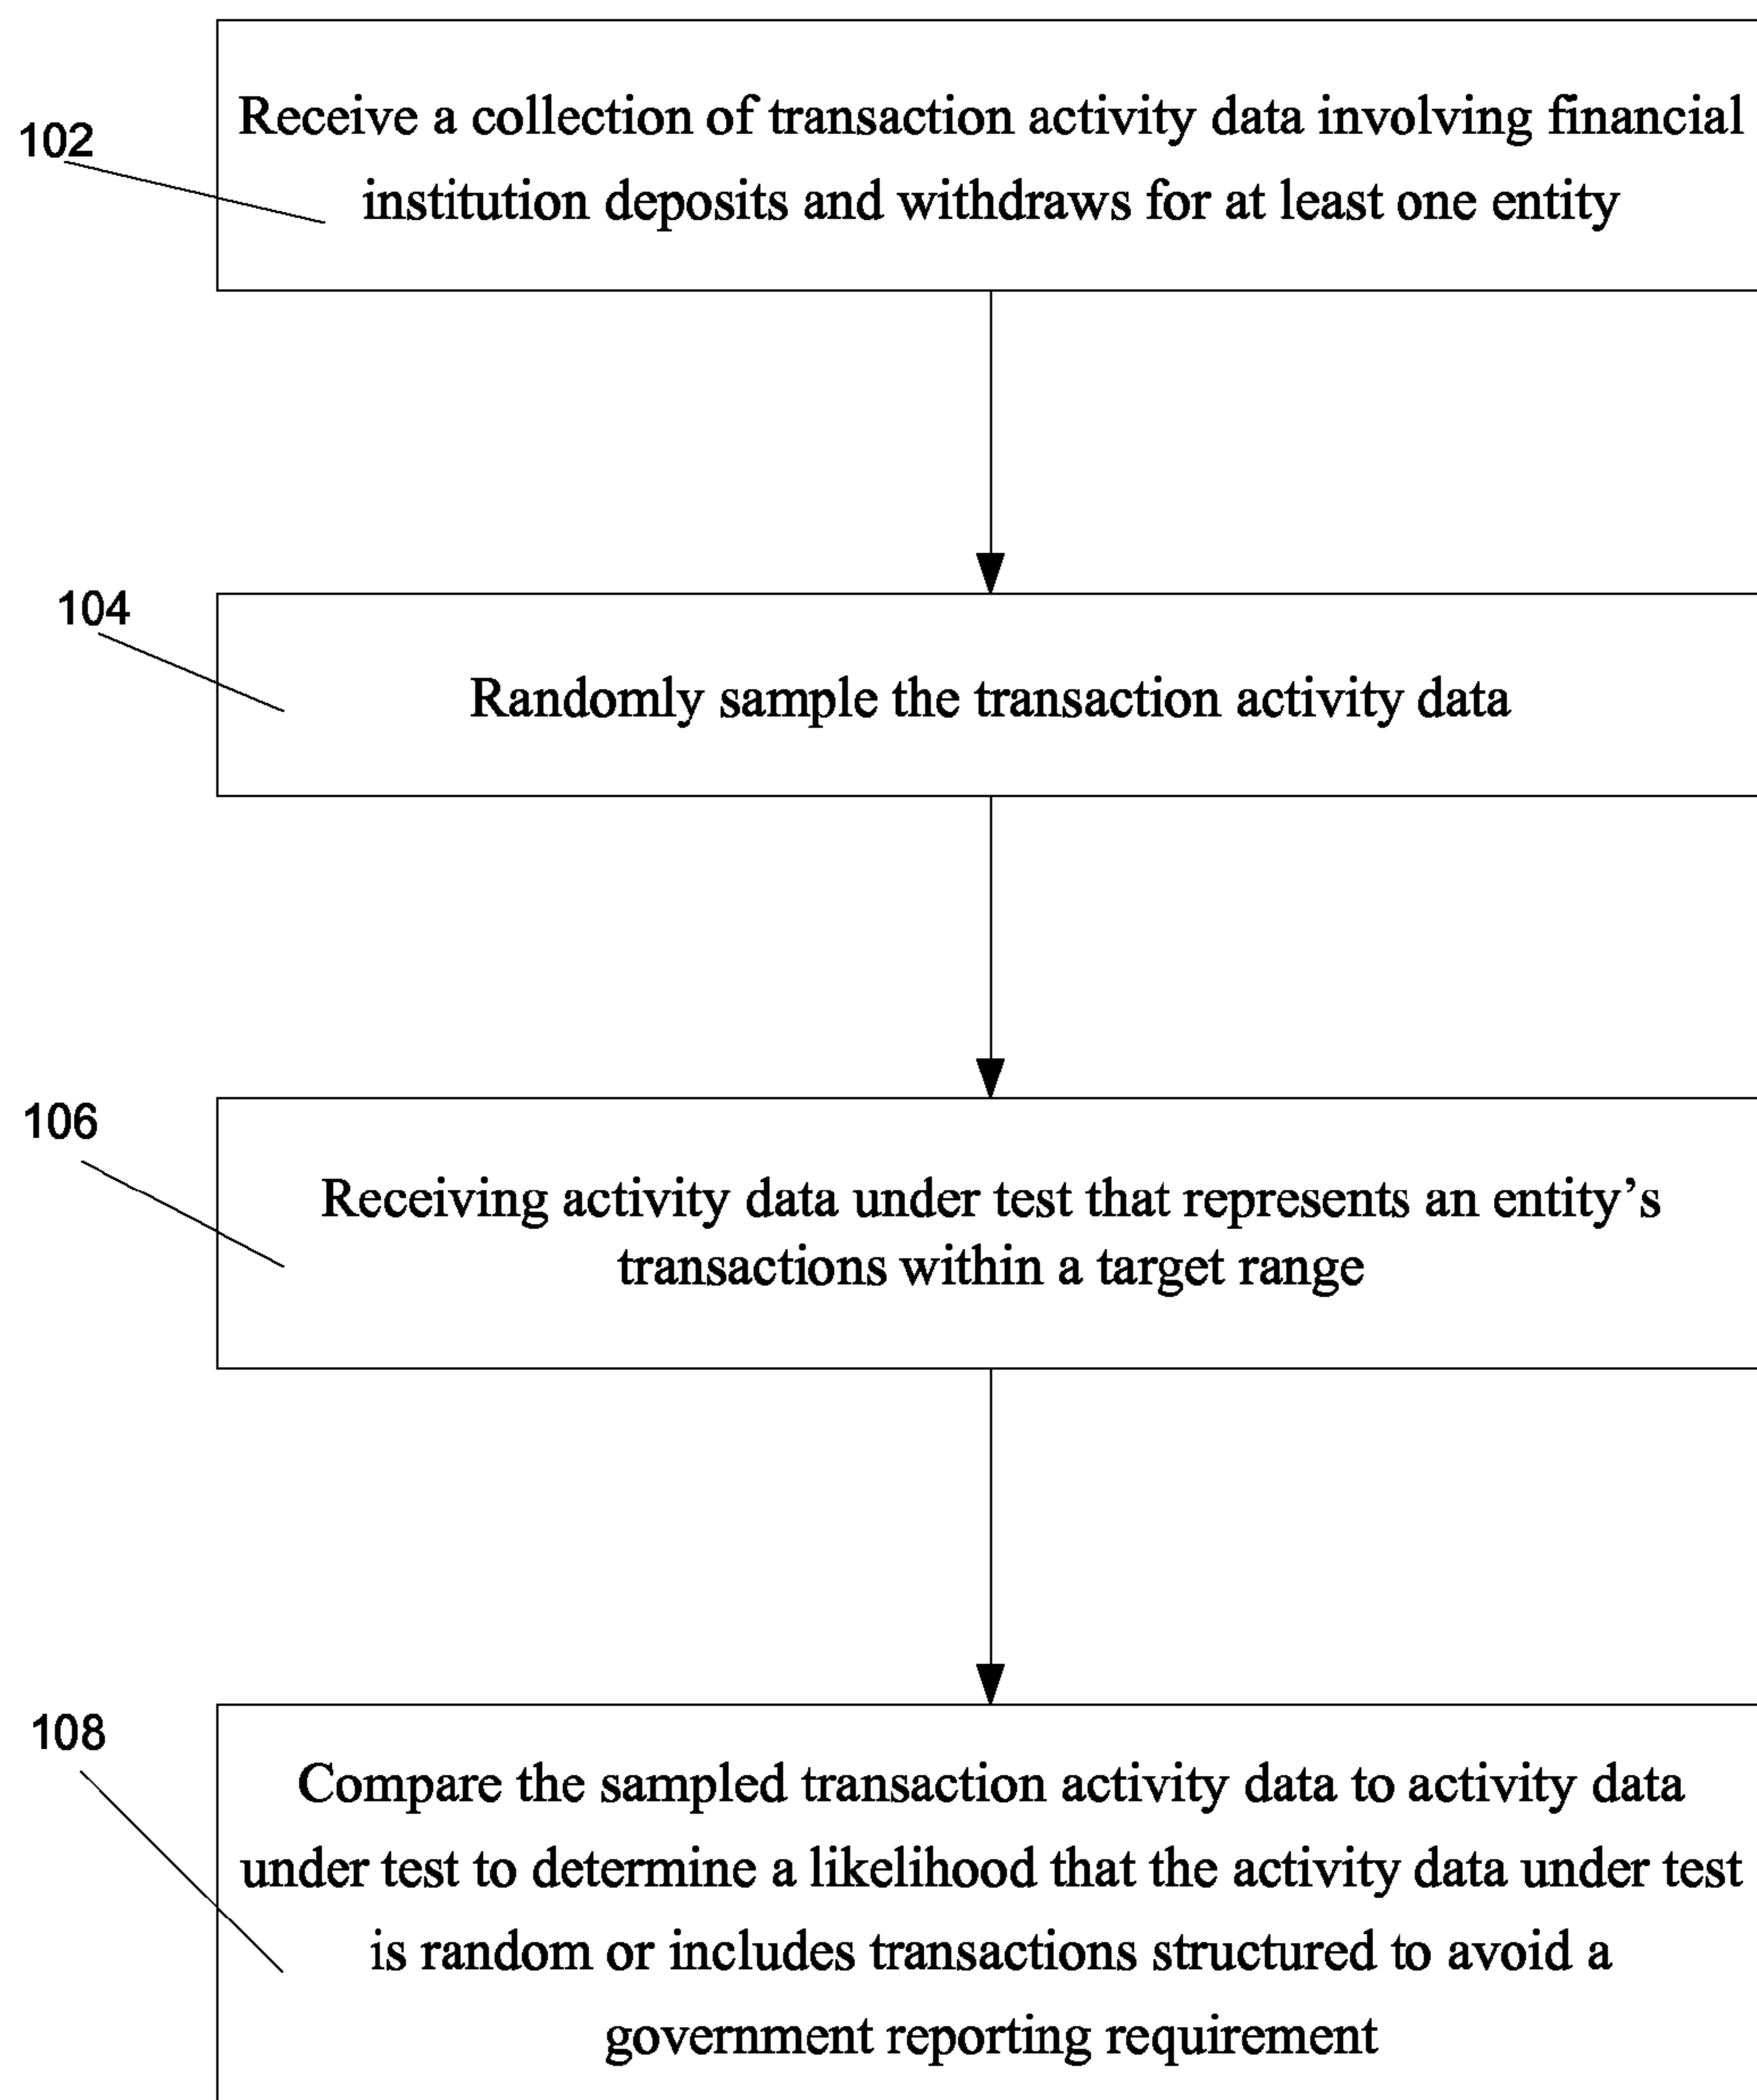 102
Receive a collection of transaction activity data involving financial
institution deposits and withdraws for at least one entity
104
Randomly sample the transaction activity data
106
Receiving activity data under test that represents an entity’s
transactions within a target range
108
Compare the sampled transaction activity data to activity data
under test to determine a likelihood that the activity data under test
is random or includes transactions structured to avoid a
government reporting requirement